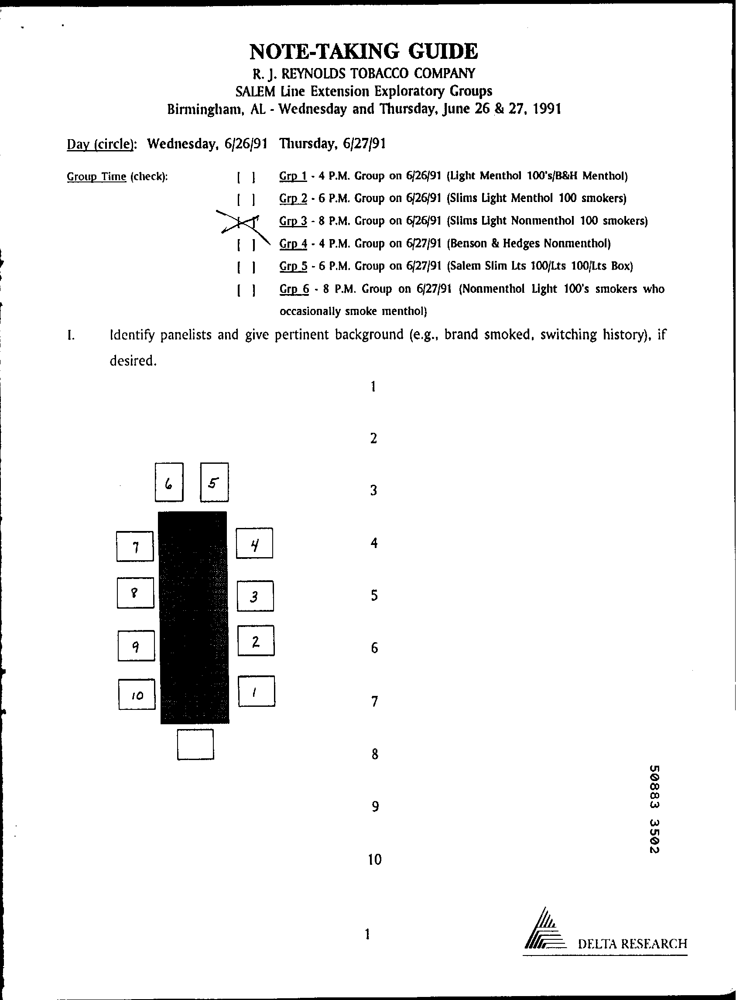 NOTE-TAKING GUIDE
R. J. REYNOLDS TOBACCO COMPANY
SALEM Line Extension Exploratory Groups
Birmingham, AL - Wednesday and Thursday, June 26 & 27, 1991
Day (circle): Wednesday, 6/26/91 Thursday, 6/27/91
Group Time (check): [ ] Grp 1 - 4 P.M. Group on 6/26/91 (Light Menthol 100's/B&H Menthol)
[ ] Grp 2 - 6 P.M. Group on 6/26/91 (Slims Light Menthol 100 smokers)
[ ] Grp 3 - 8 P.M. Group on 6/26/91 (Slims Light Nonmenthol 100 smokers)
[ ] Grp 4 - 4 P.M. Group on 6/27/91 (Benson & Hedges Nonmenthol)
[ ] Grp 5 - 6 P.M. Group on 6/27/91 (Salem Slim Lts 100/Lts 100/Lts Box)
[ ] Grp 6 - 8 P.M. Group on 6/27/91 (Nonmenthol Light 100's smokers who
occasionally smoke menthol)
I. Identify panelists and give pertinent background (e.g., brand smoked, switching history), if
desired.
1
2
6 5
3
7 4
4
8 3
5
9 2
6
10 1
7
8
9
10
50883 3502
1
DELTA RESEARCH